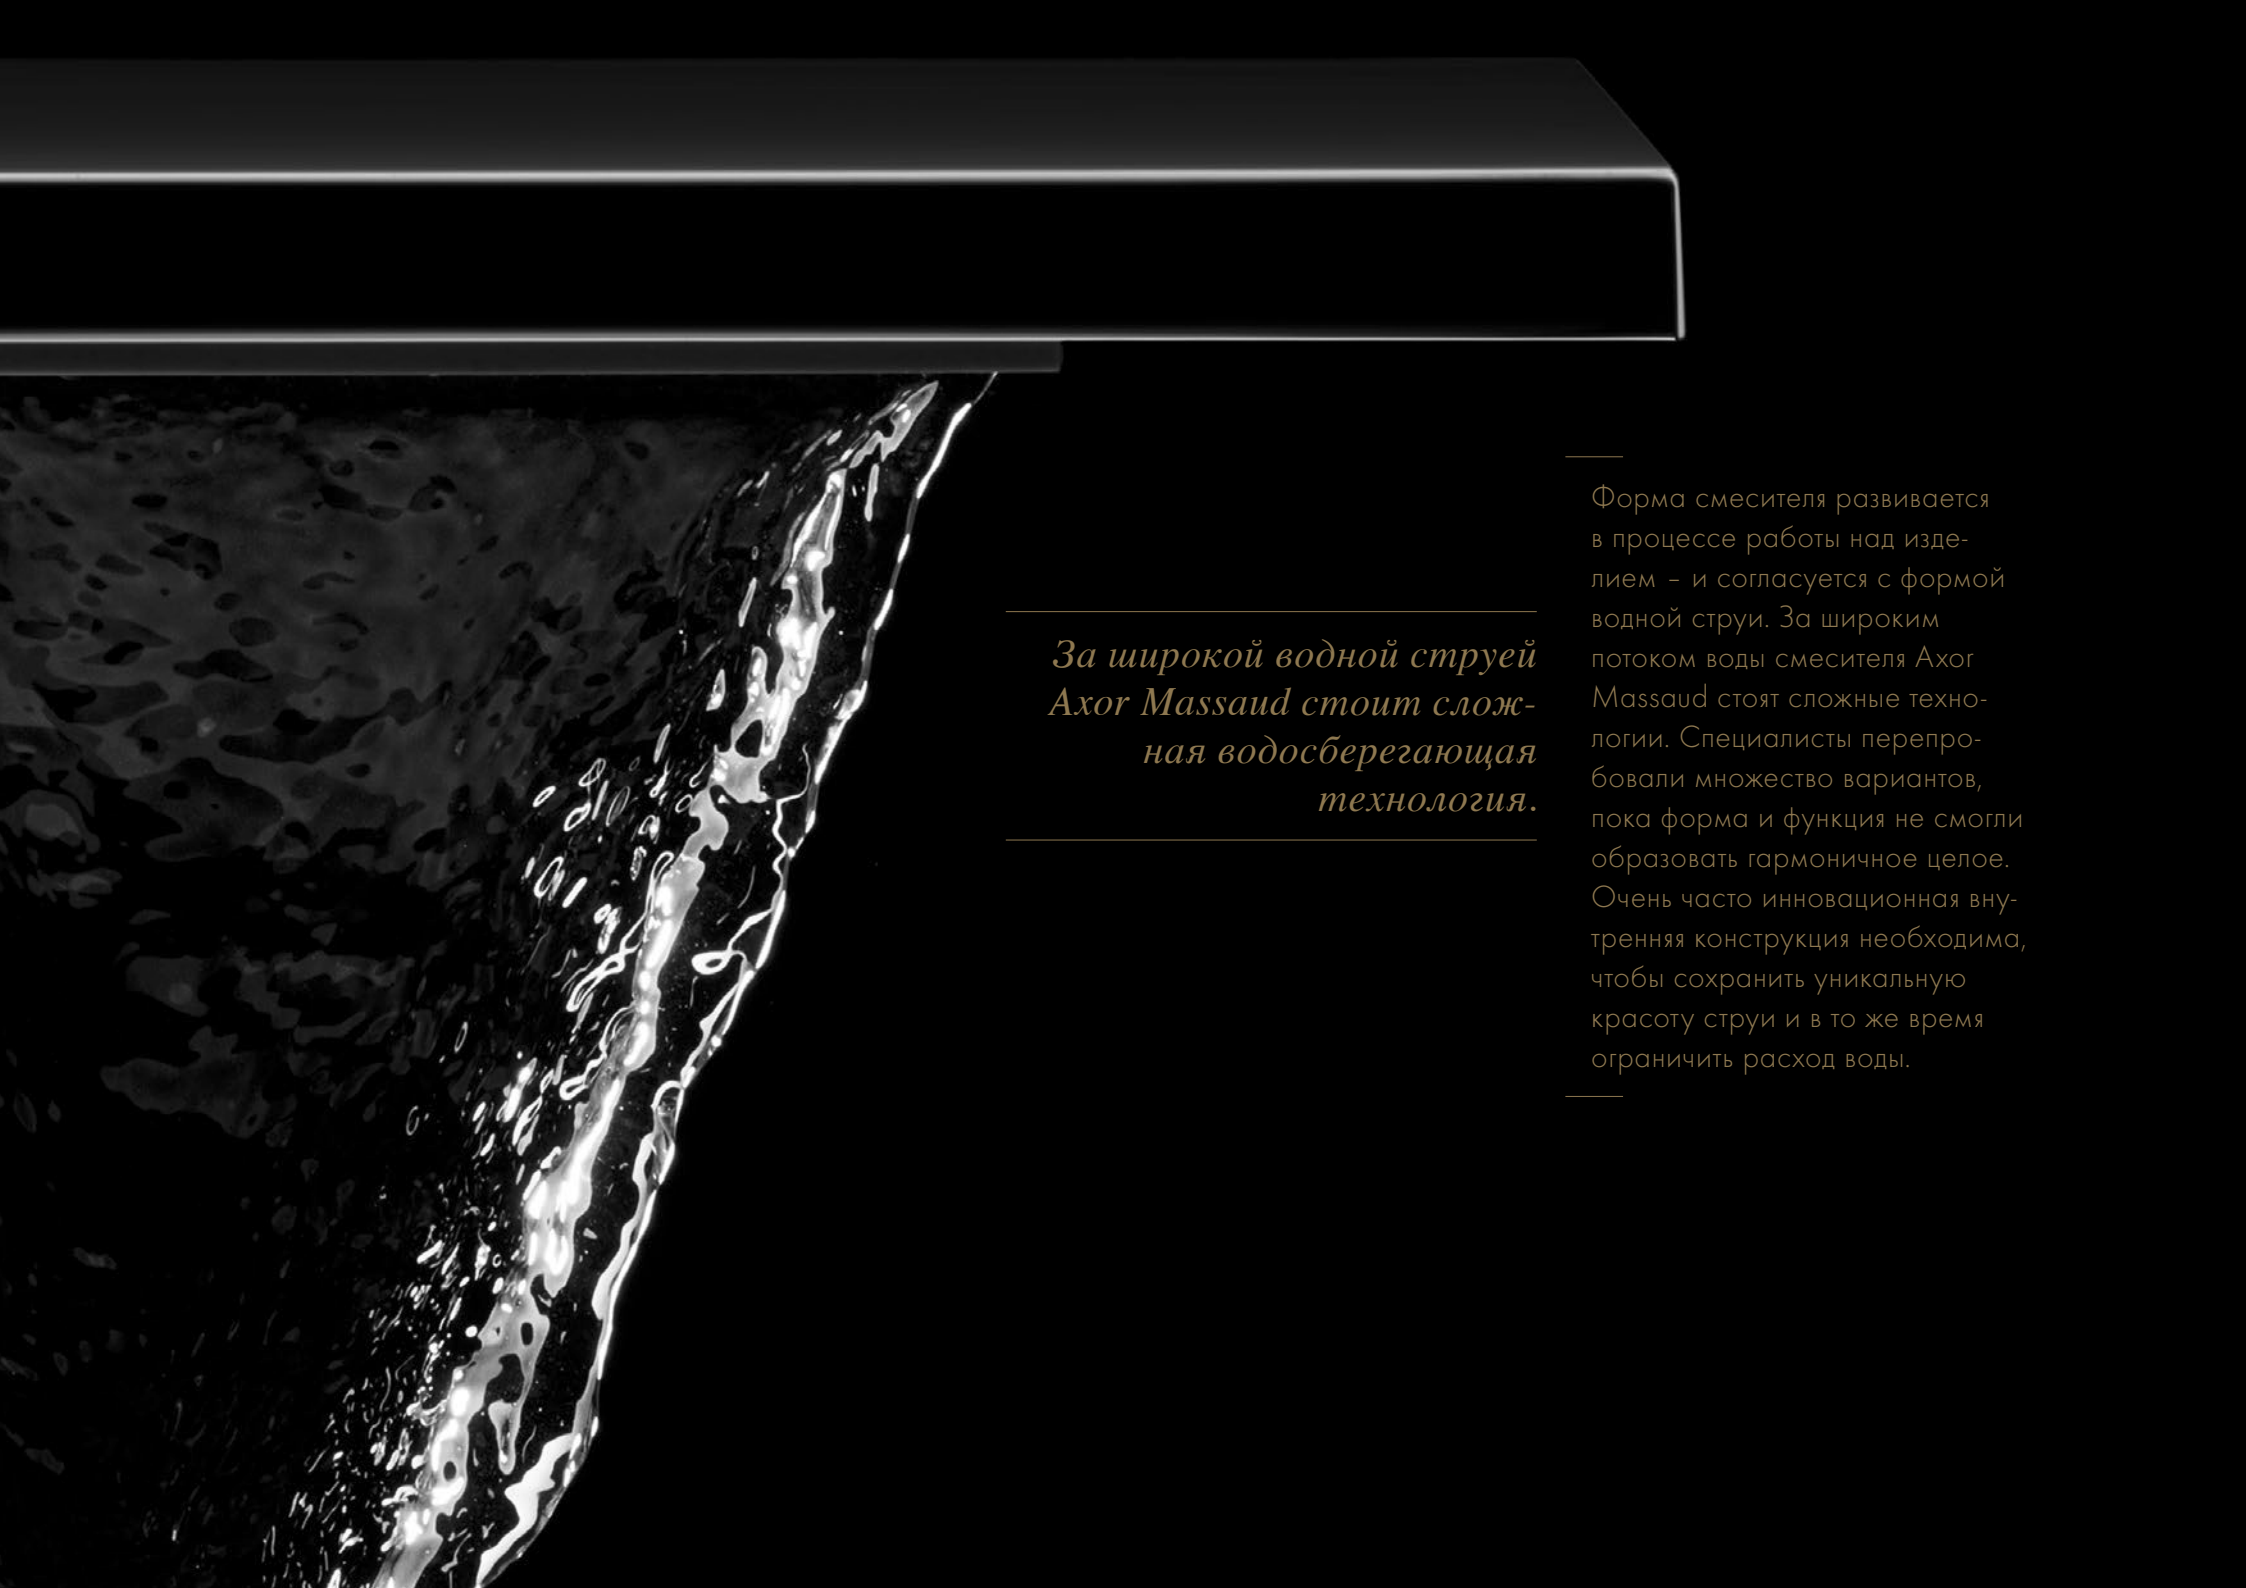 За широкой водной струей
Axor Massaud стоит слож-
ная водосберегающая
технология.
Форма смесителя развивается
в процессе работы над изде-
лием – и согласуется с формой
водной струи. За широким
потоком воды смесителя Axor
Massaud стоят сложные техно-
логии. Специалисты перепро-
бовали множество вариантов,
пока форма и функция не смогли
образовать гармоничное целое.
Очень часто инновационная вну-
тренняя конструкция необходима,
чтобы сохранить уникальную
красоту струи и в то же время
ограничить расход воды.